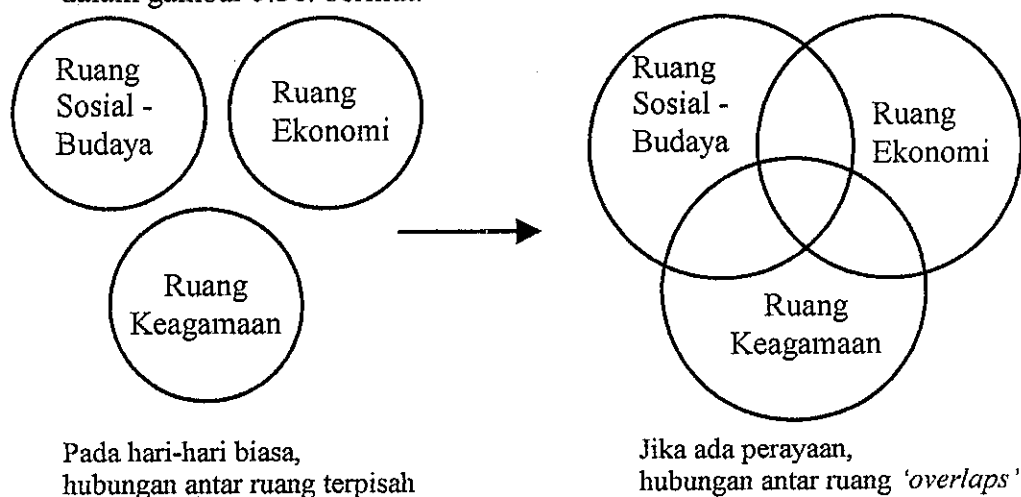 Ruang
Sosial -
Budaya
Ruang
Ekonomi
Ruang
Keagamaan
Pada hari-hari biasa,
hubungan antar ruang terpisah
Ruang
Sosial -
Budaya
Ruang
Ekonomi
Ruang
Keagamaan
Jika ada perayaan,
hubungan antar ruang 'overlaps'